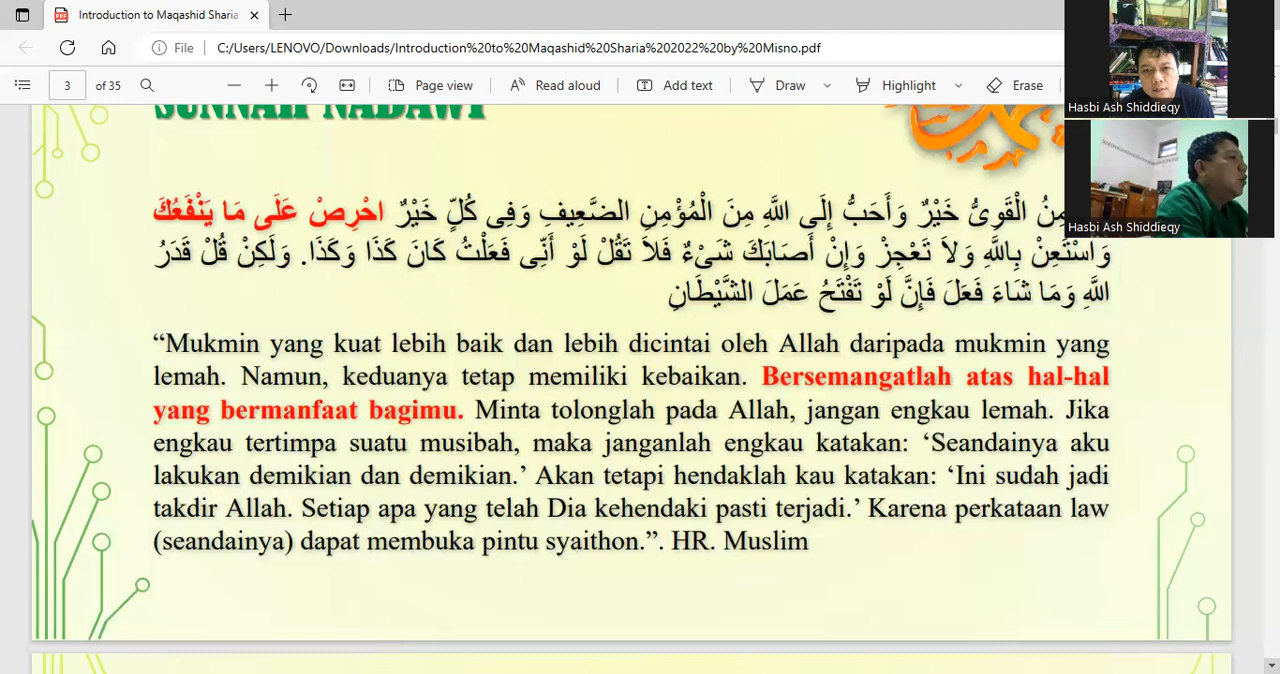 Introduction to Maqashid Sharia
File
C:/Users/LENOVO/Downloads/Introduction%20to%20Maqashid%20Sharia%202022%20by%20Misno.pdf
3 of 35
Page view
Read aloud
Add text
Draw
Highlight
Erase
Hasbi Ash Shiddieqy
Hasbi Ash Shiddieqy
SUNNAH NABAWI
الْقَوِىُّ خَيْرٌ وَأَحَبُّ إِلَى اللَّهِ مِنَ الْمُؤْمِنِ الضَّعِيفِ وَفِى كُلٍّ خَيْرٌ احْرِصْ عَلَى مَا يَنْفَعُكَ
وَاسْتَعِنْ بِاللَّهِ وَلاَ تَعْجِزْ وَإِنْ أَصَابَكَ شَىْءٌ فَلاَ تَقُلْ لَوْ أَنِّى فَعَلْتُ كَانَ كَذَا وَكَذَا. وَلَكِنْ قُلْ قَدَرُ
اللَّهِ وَمَا شَاءَ فَعَلَ فَإِنَّ لَوْ تَفْتَحُ عَمَلَ الشَّيْطَانِ
“Mukmin yang kuat lebih baik dan lebih dicintai oleh Allah daripada mukmin yang
lemah. Namun, keduanya tetap memiliki kebaikan. Bersemangatlah atas hal-hal
yang bermanfaat bagimu. Minta tolonglah pada Allah, jangan engkau lemah. Jika
engkau tertimpa suatu musibah, maka janganlah engkau katakan: ‘Seandainya aku
lakukan demikian dan demikian.’ Akan tetapi hendaklah kau katakan: ‘Ini sudah jadi
takdir Allah. Setiap apa yang telah Dia kehendaki pasti terjadi.’ Karena perkataan law
(seandainya) dapat membuka pintu syaithon.”. HR. Muslim